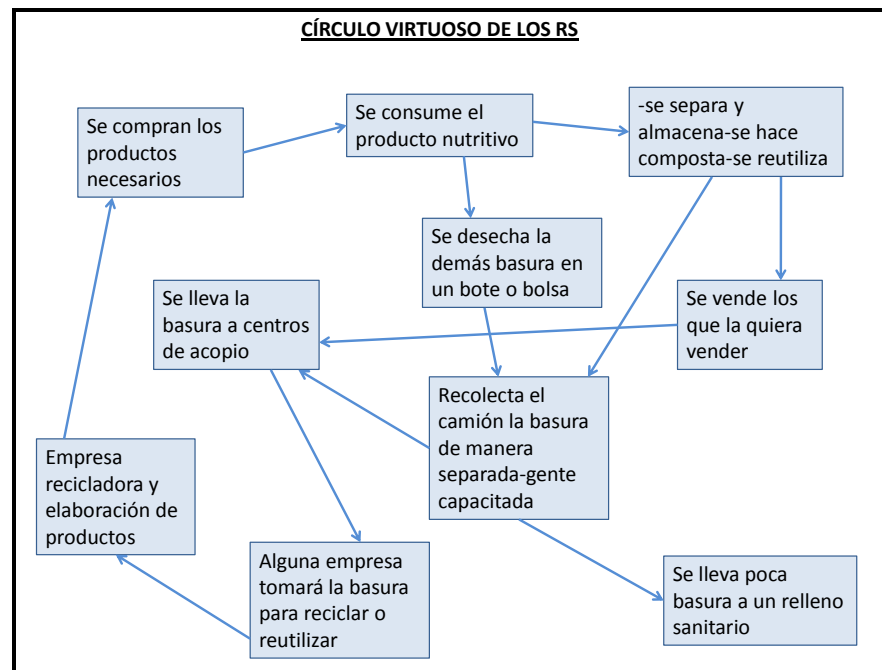 CÍRCULO VIRTUOSO DE LOS RS
Se compran los
productos
necesarios
Se consume el
producto nutritivo
-se separa y
almacena-se hace
composta-se reutiliza
Se desecha la
demás basura en
un bote o bolsa
Se lleva la
basura a centros
de acopio
Se vende los
que la quiera
vender
Recolecta el
camión la basura
de manera
separada-gente
capacitada
Empresa
recicladora y
elaboración de
productos
Alguna empresa
tomará la basura
para reciclar o
reutilizar
Se lleva poca
basura a un relleno
sanitario